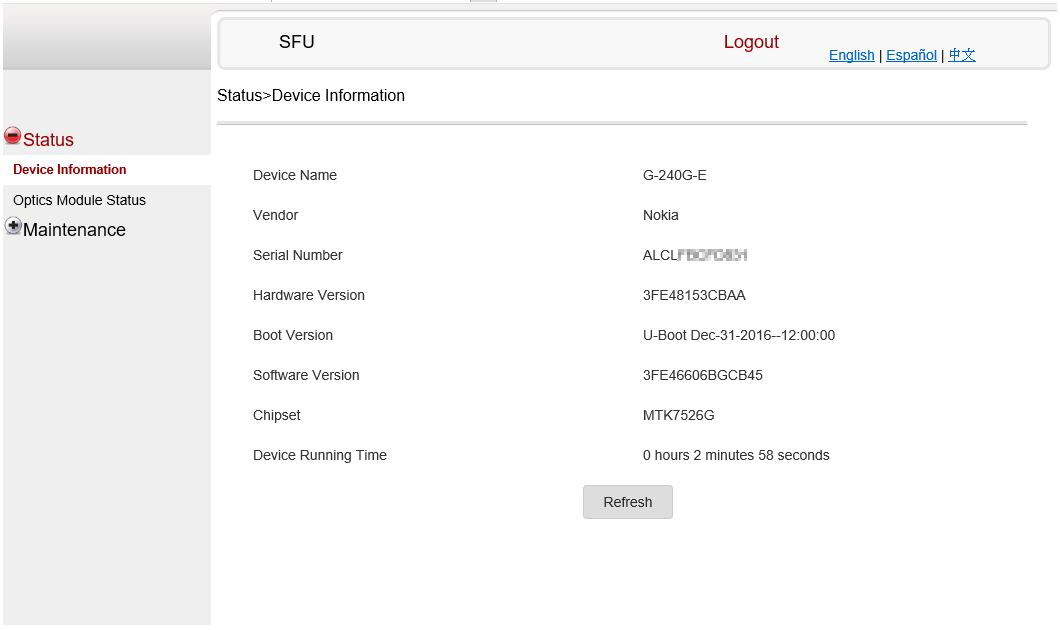 SFU
Logout
English | Español | 中文
Status>Device Information
Status
Device Information
Optics Module Status
Maintenance
Device Name G-240G-E
Vendor Nokia
Serial Number ALCL
Hardware Version 3FE48153CBAA
Boot Version U-Boot Dec-31-2016--12:00:00
Software Version 3FE46606BGCB45
Chipset MTK7526G
Device Running Time 0 hours 2 minutes 58 seconds
Refresh